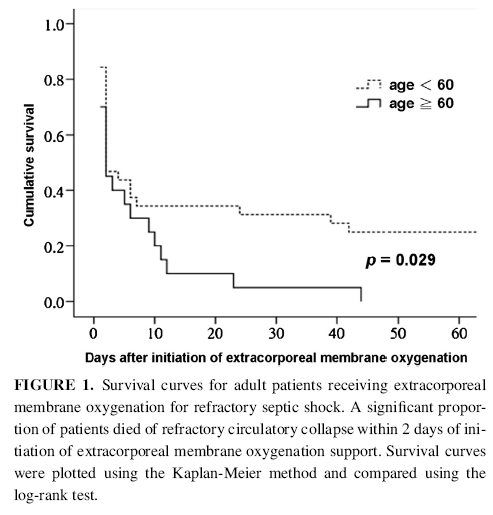 1.0
0.8
0.6
0.4
0.2
0.0
Cumulative survival
age < 60
age ≧ 60
p = 0.029
0 10 20 30 40 50 60
Days after initiation of extracorporeal membrane oxygenation
FIGURE 1. Survival curves for adult patients receiving extracorporeal
membrane oxygenation for refractory septic shock. A significant propor-
tion of patients died of refractory circulatory collapse within 2 days of ini-
tiation of extracorporeal membrane oxygenation support. Survival curves
were plotted using the Kaplan-Meier method and compared using the
log-rank test.